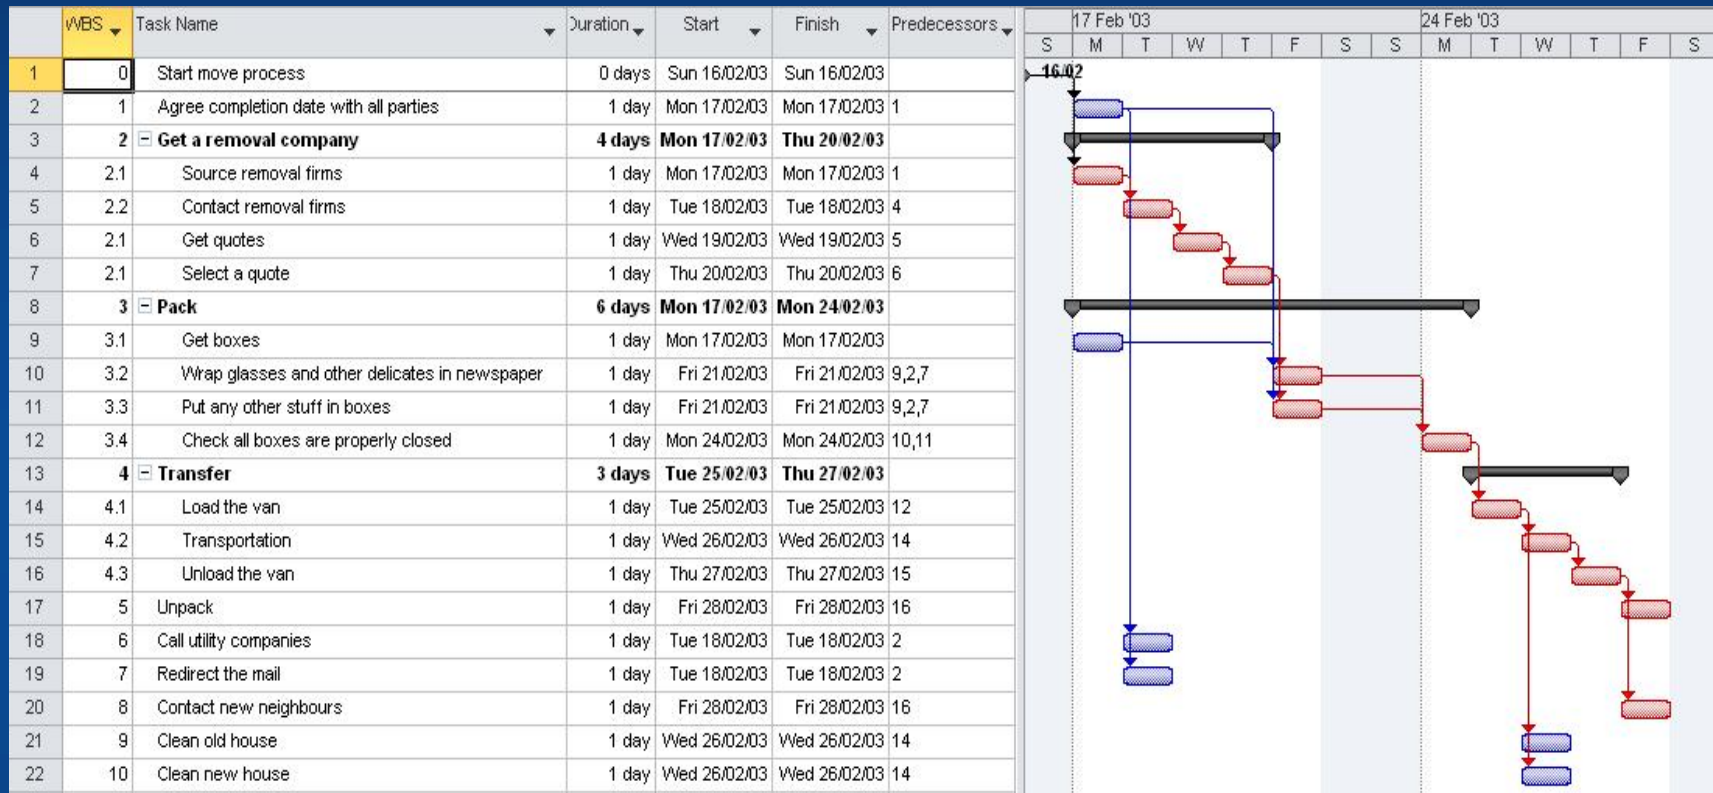 WBS Task Name Duration Start Finish Predecessors 17 Feb '03 24 Feb '03
S M T W T F S S M T W T F S
1 0 Start move process 0 days Sun 16/02/03 Sun 16/02/03 16/02
2 1 Agree completion date with all parties 1 day Mon 17/02/03 Mon 17/02/03 1
3 2 Get a removal company 4 days Mon 17/02/03 Thu 20/02/03
4 2.1 Source removal firms 1 day Mon 17/02/03 Mon 17/02/03 1
5 2.2 Contact removal firms 1 day Tue 18/02/03 Tue 18/02/03 4
6 2.1 Get quotes 1 day Wed 19/02/03 Wed 19/02/03 5
7 2.1 Select a quote 1 day Thu 20/02/03 Thu 20/02/03 6
8 3 Pack 6 days Mon 17/02/03 Mon 24/02/03
9 3.1 Get boxes 1 day Mon 17/02/03 Mon 17/02/03
10 3.2 Wrap glasses and other delicates in newspaper 1 day Fri 21/02/03 Fri 21/02/03 9,2,7
11 3.3 Put any other stuff in boxes 1 day Fri 21/02/03 Fri 21/02/03 9,2,7
12 3.4 Check all boxes are properly closed 1 day Mon 24/02/03 Mon 24/02/03 10,11
13 4 Transfer 3 days Tue 25/02/03 Thu 27/02/03
14 4.1 Load the van 1 day Tue 25/02/03 Tue 25/02/03 12
15 4.2 Transportation 1 day Wed 26/02/03 Wed 26/02/03 14
16 4.3 Unload the van 1 day Thu 27/02/03 Thu 27/02/03 15
17 5 Unpack 1 day Fri 28/02/03 Fri 28/02/03 16
18 6 Call utility companies 1 day Tue 18/02/03 Tue 18/02/03 2
19 7 Redirect the mail 1 day Tue 18/02/03 Tue 18/02/03 2
20 8 Contact new neighbours 1 day Fri 28/02/03 Fri 28/02/03 16
21 9 Clean old house 1 day Wed 26/02/03 Wed 26/02/03 14
22 10 Clean new house 1 day Wed 26/02/03 Wed 26/02/03 14